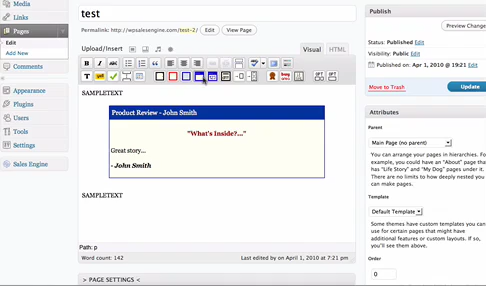 Media
Links
Pages
Edit
Add New
Comments
Appearance
Plugins
Users
Tools
Settings
Sales Engine
test
Permalink: http://wpsalesengine.com/test-2/ Edit View Page
Upload/Insert Visual HTML
SAMPLETEXT
Product Review - John Smith
"What's Inside?..."
Great story...
- John Smith
SAMPLETEXT
Path: p
Word count: 142 Last edited by on April 1, 2010 at 7:21 pm
> PAGE SETTINGS <
Publish
Preview Change
Status: Published Edit
Visibility: Public Edit
Published on: Apr 1, 2010 @ 19:21 Edit
Move to Trash Update
Attributes
Parent
Main Page (no parent)
You can arrange your pages in hierarchies. For
example, you could have an "About" page that
has "Life Story" and "My Dog" pages under it.
There are no limits to how deeply nested you
can make pages.
Template
Default Template
Some themes have custom templates you can
use for certain pages that might have
additional features or custom layouts. If so,
you'll see them above.
Order
0